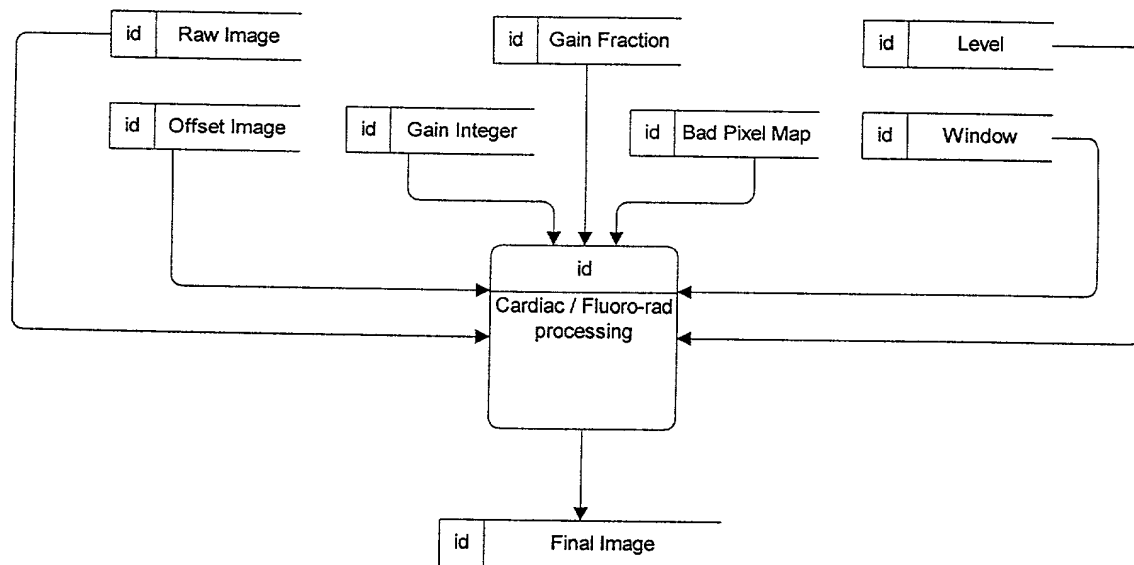 id Raw Image
id Gain Fraction
id Level
id Offset Image
id Gain Integer
id Bad Pixel Map
id Window
id
Cardiac / Fluoro-rad
processing
id Final Image